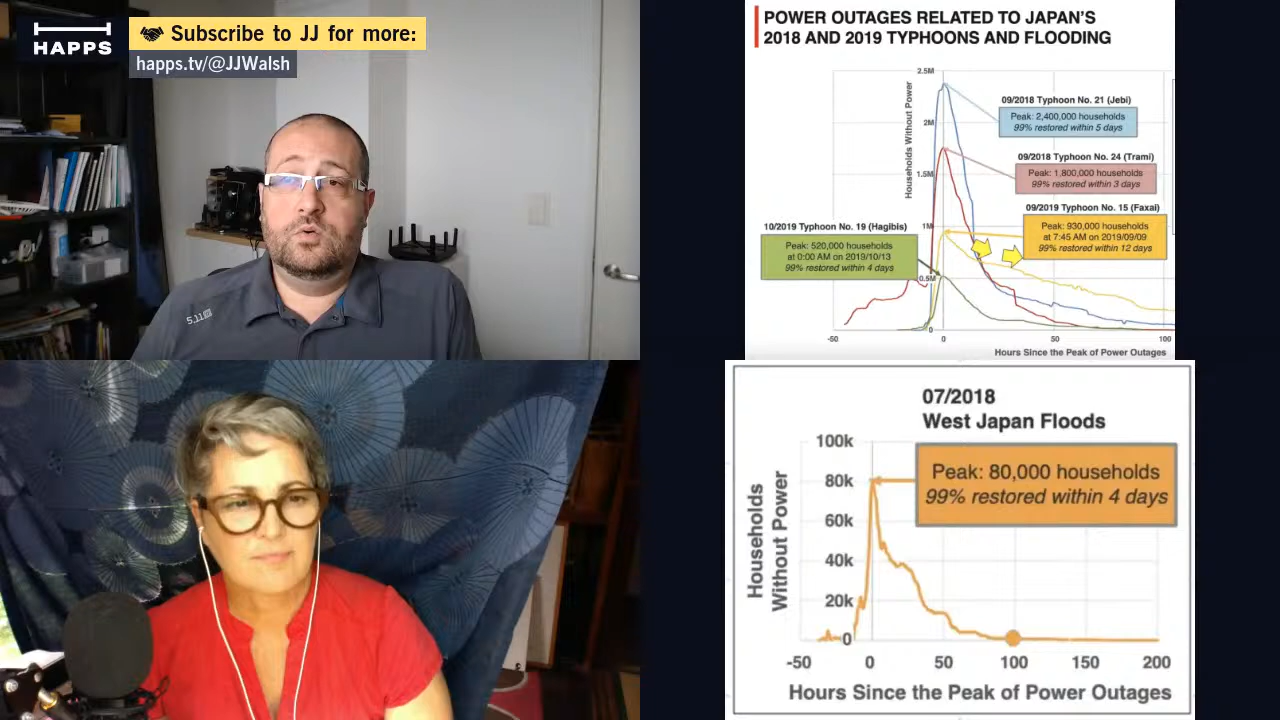 HAPPS
Subscribe to JJ for more:
happs.tv/@JJWalsh
5.11
POWER OUTAGES RELATED TO JAPAN'S
2018 AND 2019 TYPHOONS AND FLOODING
Households Without Power
2.5M
2M
1.5M
1M
0.5M
0
-50
0
50
100
Hours Since the Peak of Power Outages
09/2018 Typhoon No. 21 (Jebi)
Peak: 2,400,000 households
99% restored within 5 days
09/2018 Typhoon No. 24 (Trami)
Peak: 1,800,000 households
99% restored within 3 days
09/2019 Typhoon No. 15 (Faxai)
Peak: 930,000 households
at 7:45 AM on 2019/09/09
99% restored within 12 days
10/2019 Typhoon No. 19 (Hagibis)
Peak: 520,000 households
at 0:00 AM on 2019/10/13
99% restored within 4 days
07/2018
West Japan Floods
Peak: 80,000 households
99% restored within 4 days
Households
Without Power
100k
80k
60k
40k
20k
0
-50
0
50
100
150
200
Hours Since the Peak of Power Outages